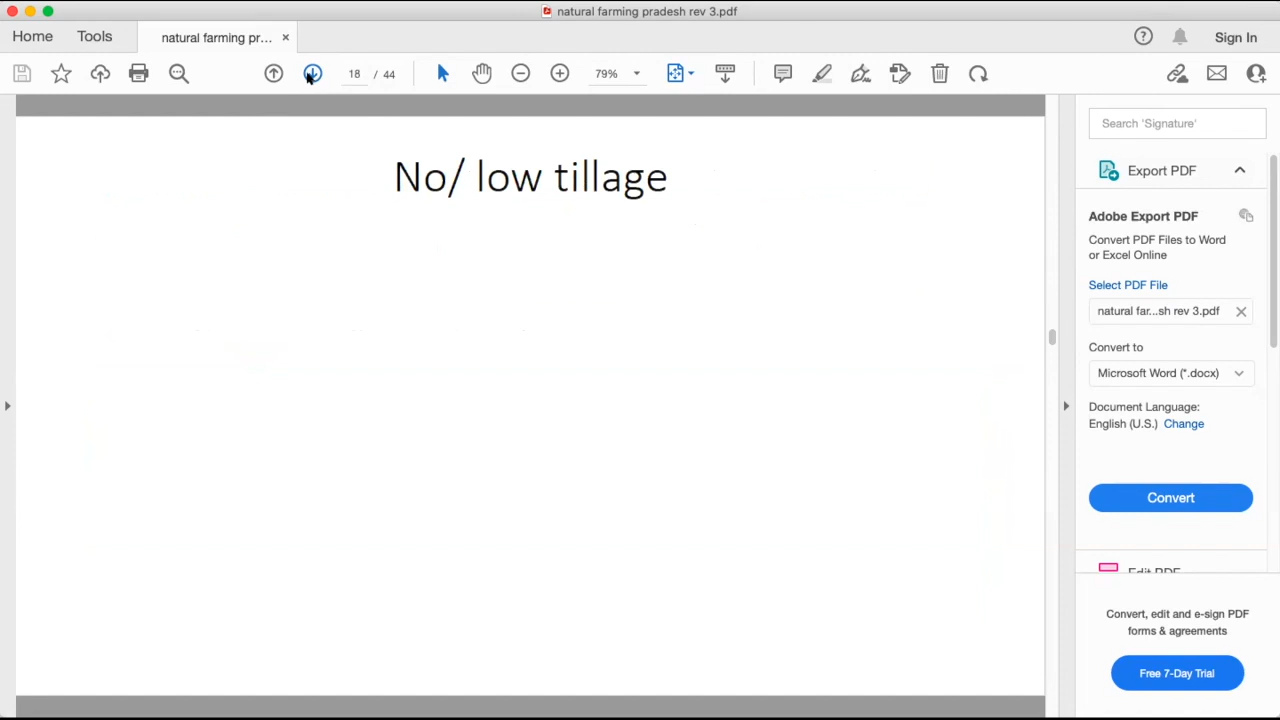 natural farming pradesh rev 3.pdf
Home
Tools
natural farming pr... ×
Sign In
18 / 44
79%
No/ low tillage
Search 'Signature'
Export PDF
Adobe Export PDF
Convert PDF Files to Word
or Excel Online
Select PDF File
natural far...sh rev 3.pdf
Convert to
Microsoft Word (*.docx)
Document Language:
English (U.S.) Change
Convert
Edit PDF
Convert, edit and e-sign PDF
forms & agreements
Free 7-Day Trial